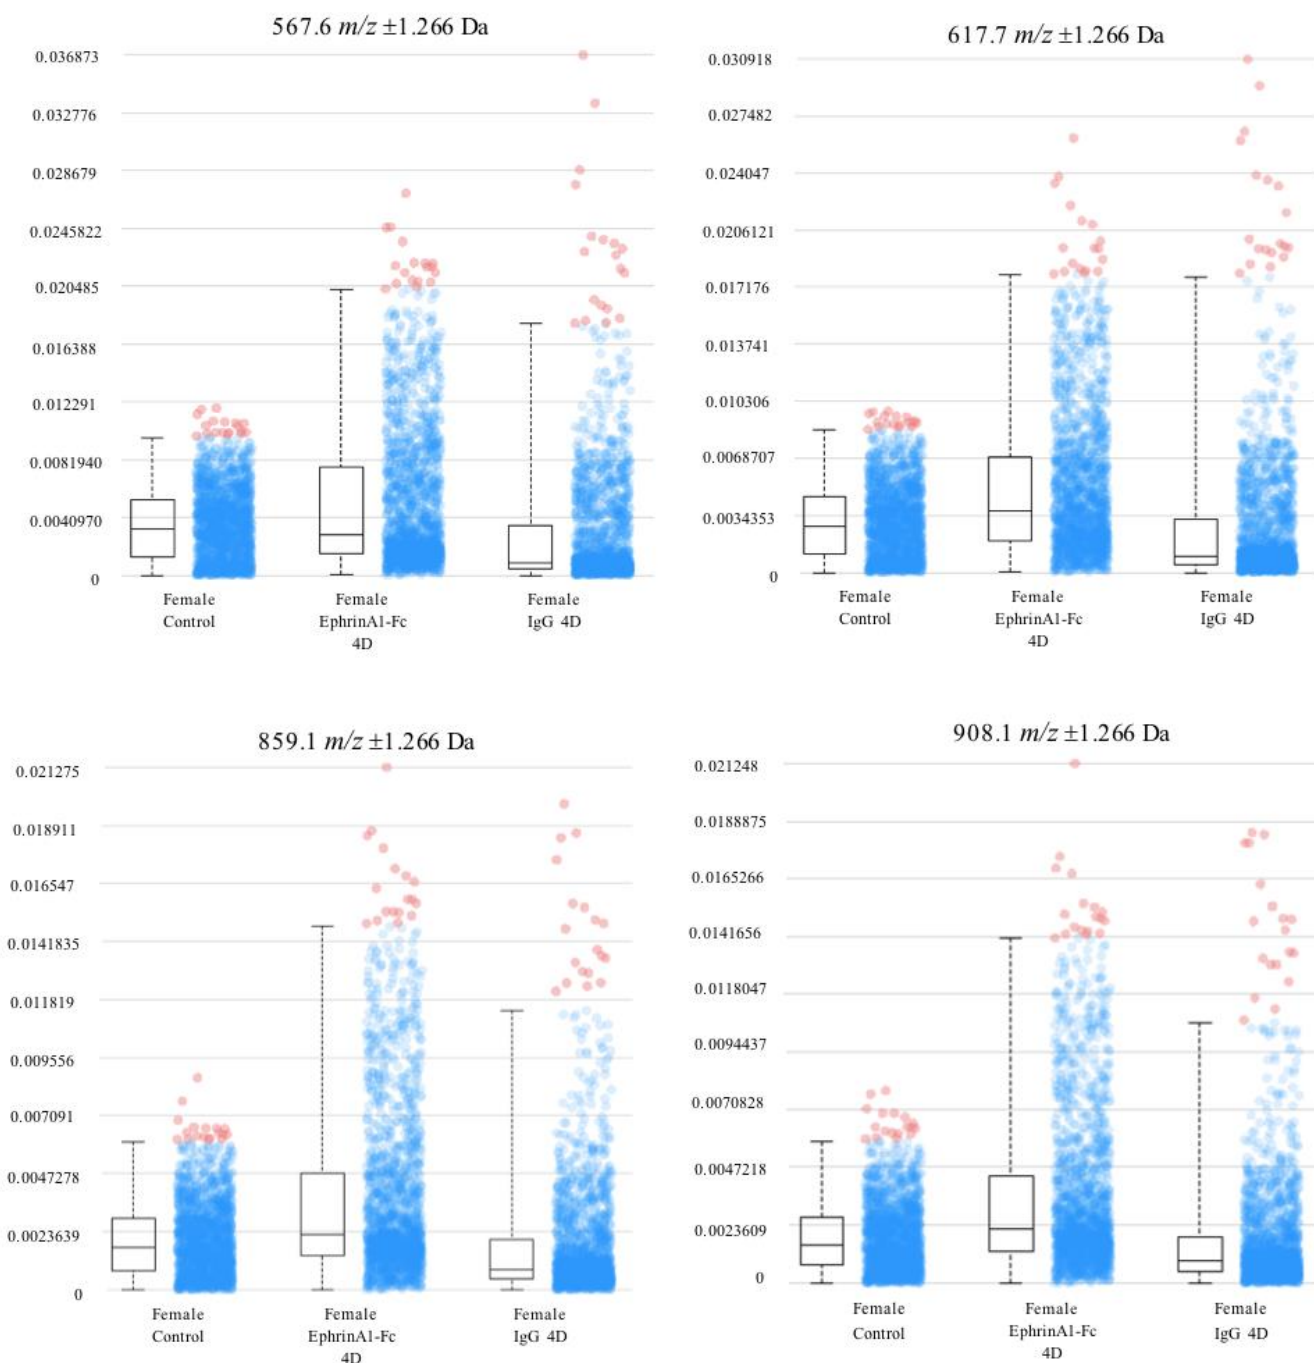 567.6 m/z ±1.266 Da
0.036873
0.032776
0.028679
0.0245822
0.020485
0.016388
0.012291
0.0081940
0.0040970
0
Female
Control
Female
EphrinA1-Fc
4D
Female
IgG 4D
617.7 m/z ±1.266 Da
0.030918
0.027482
0.024047
0.0206121
0.017176
0.013741
0.010306
0.0068707
0.0034353
0
Female
Control
Female
EphrinA1-Fc
4D
Female
IgG 4D
859.1 m/z ±1.266 Da
0.021275
0.018911
0.016547
0.0141835
0.011819
0.009556
0.007091
0.0047278
0.0023639
0
Female
Control
Female
EphrinA1-Fc
4D
Female
IgG 4D
908.1 m/z ±1.266 Da
0.021248
0.0188875
0.0165266
0.0141656
0.0118047
0.0094437
0.0070828
0.0047218
0.0023609
0
Female
Control
Female
EphrinA1-Fc
4D
Female
IgG 4D